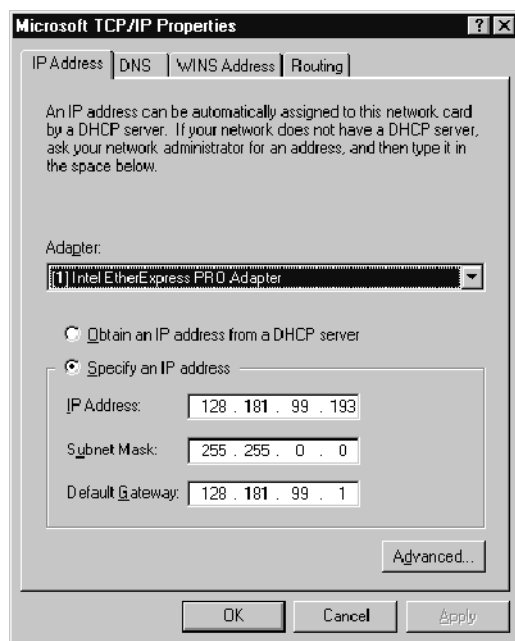 Microsoft TCP/IP Properties
IP Address DNS WINS Address Routing
An IP address can be automatically assigned to this network card
by a DHCP server. If your network does not have a DHCP server,
ask your network administrator for an address, and then type it in
the space below.
Adapter:
[1] Intel EtherExpress PRO Adapter
Obtain an IP address from a DHCP server
Specify an IP address
IP Address: 128 . 181 . 99 . 193
Subnet Mask: 255 . 255 . 0 . 0
Default Gateway: 128 . 181 . 99 . 1
Advanced...
OK Cancel Apply